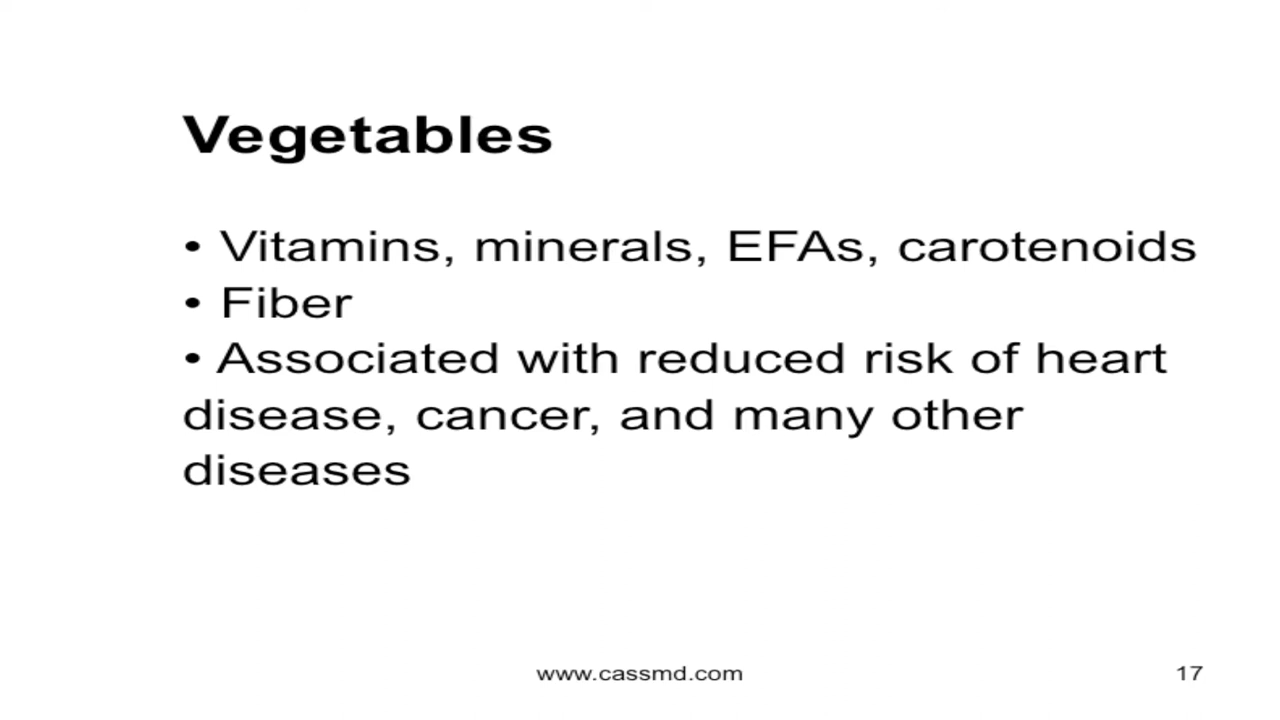 Vegetables
• Vitamins, minerals, EFAs, carotenoids
• Fiber
• Associated with reduced risk of heart
disease, cancer, and many other
diseases
www.cassmd.com
17